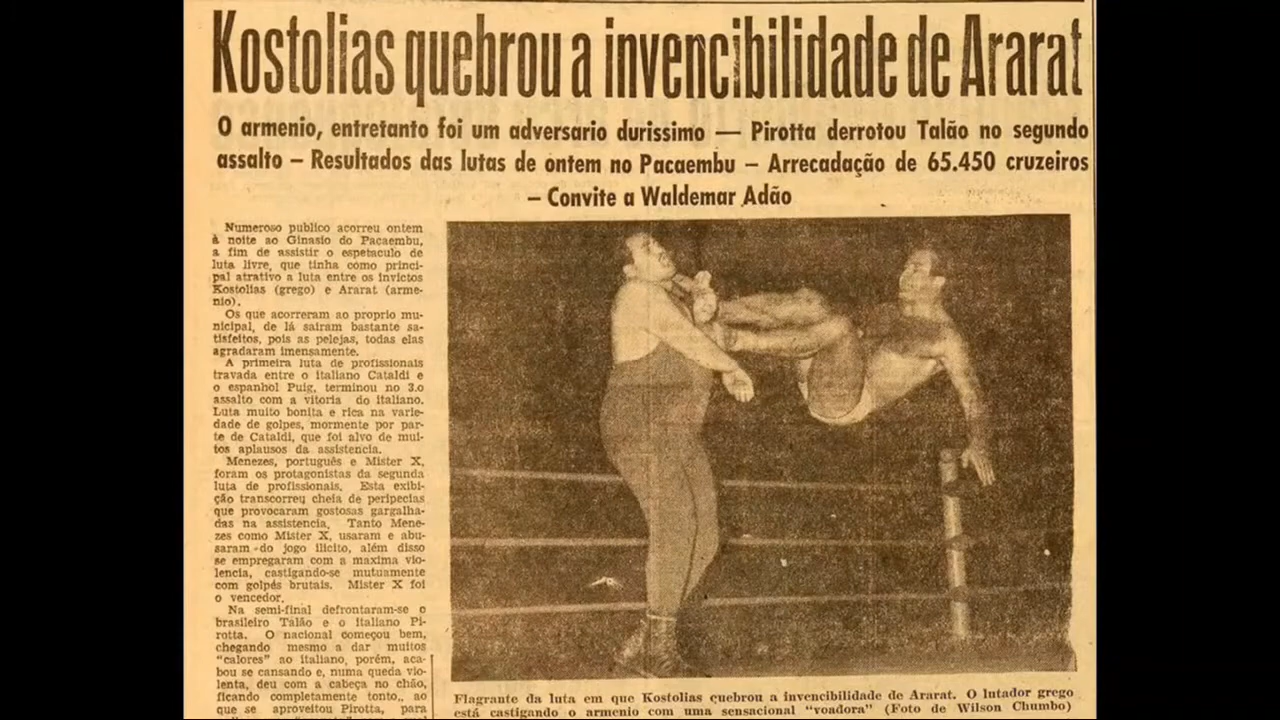 Kostolias quebrou a invencibilidade de Ararat
O armenio, entretanto foi um adversario durissimo — Pirotta derrotou Talão no segundo
assalto – Resultados das lutas de ontem no Pacaembu – Arrecadação de 65.450 cruzeiros
– Convite a Waldemar Adão
Numeroso publico acorreu ontem
à noite ao Ginasio do Pacaembu,
a fim de assistir o espetaculo de
luta livre, que tinha como princi-
pal atrativo a luta entre os invictos
Kostolias (grego) e Ararat (arme-
nio).
Os que acorreram ao proprio mu-
nicipal, de lá sairam bastante sa-
tisfeitos, pois as pelejas, todas elas
agradaram imensamente.
A primeira luta de profissionais
travada entre o italiano Cataldi e
o espanhol Puig, terminou no 3.o
assalto com a vitoria do italiano.
Luta muito bonita e rica na varie-
dade de golpes, mormente por par-
te de Cataldi, que foi alvo de mui-
tos aplausos da assistencia.
Menezes, português e Mister X,
foram os protagonistas da segunda
luta de profissionais. Esta exibi-
ção transcorreu cheia de peripecias
que provocaram gostosas gargalha-
das na assistencia. Tanto Mene-
zes como Mister X, usaram e abu-
saram do jogo ilicito, além disso
se empregaram com a maxima vio-
lencia, castigando-se mutuamente
com golpés brutais. Mister X foi
o vencedor.
Na semi-final defrontaram-se o
brasileiro Talão e o italiano Pi-
rotta. O nacional começou bem,
chegando mesmo a dar muitos
"calores" ao italiano, porém, aca-
bou se cansando e, numa queda vio-
lenta, deu com a cabeça no chão,
ficando completamente tonto, ao
que se aproveitou Pirotta, para
Flagrante da luta em que Kostolias quebrou a invencibilidade de Ararat. O lutador grego
está castigando o armenio com uma sensacional "voadora" (Foto de Wilson Chumbo)